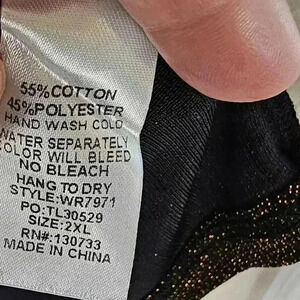 55%COTTON
45%POLYESTER
HAND WASH COLD
WATER SEPARATELY
COLOR WILL BLEED
NO BLEACH
HANG TO DRY
STYLE:WR7971
PO:TL30529
SIZE:2XL
RN#:130733
MADE IN CHINA